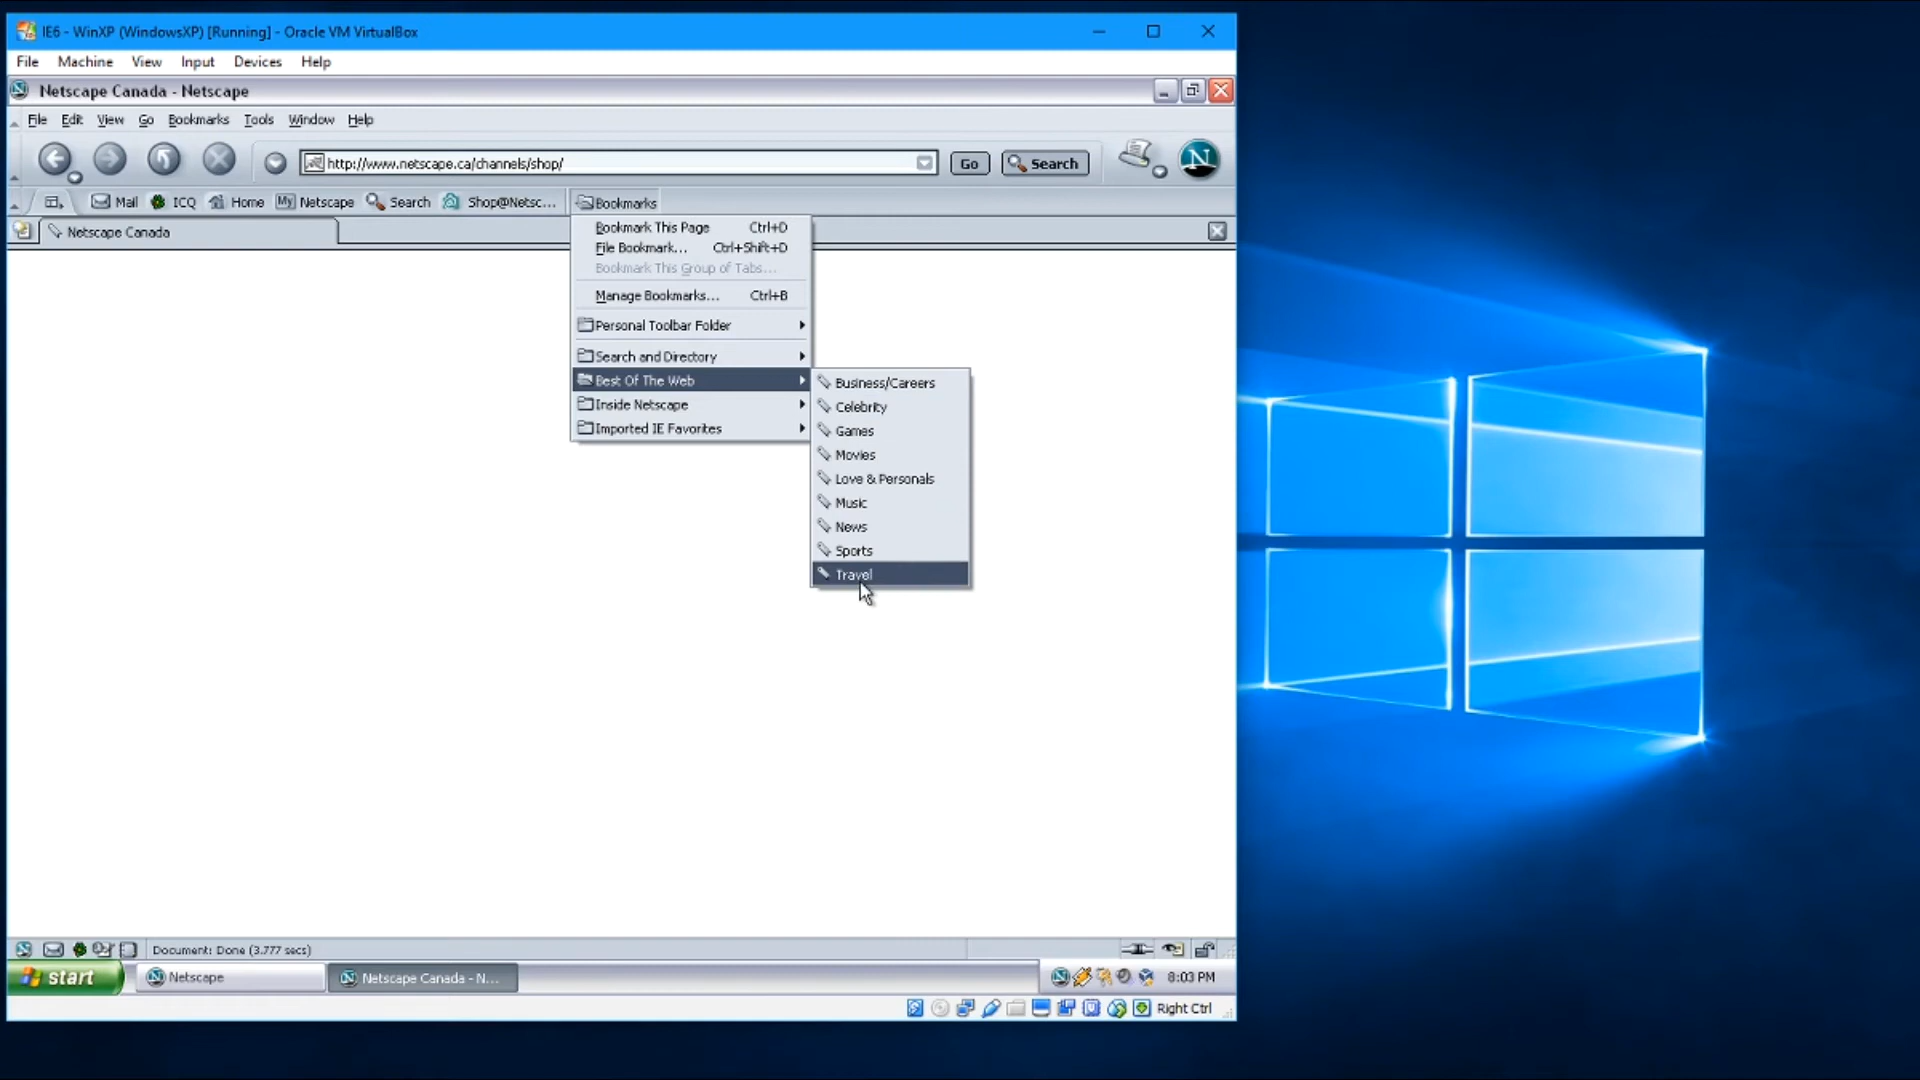 IE6 - WinXP (WindowsXP) [Running] - Oracle VM VirtualBox
File Machine View Input Devices Help
Netscape Canada - Netscape
File Edit View Go Bookmarks Tools Window Help
http://www.netscape.ca/channels/shop/ Go Search
N
Mail ICQ Home My Netscape Search Shop@Netsc... Bookmarks
Netscape Canada
Bookmark This Page Ctrl+D
File Bookmark... Ctrl+Shift+D
Bookmark This Group of Tabs...
Manage Bookmarks... Ctrl+B
Personal Toolbar Folder
Search and Directory
Best Of The Web
Inside Netscape
Imported IE Favorites
Business/Careers
Celebrity
Games
Movies
Love & Personals
Music
News
Sports
Travel
Document: Done (3.777 secs)
start Netscape Netscape Canada - N... 8:03 PM
Right Ctrl